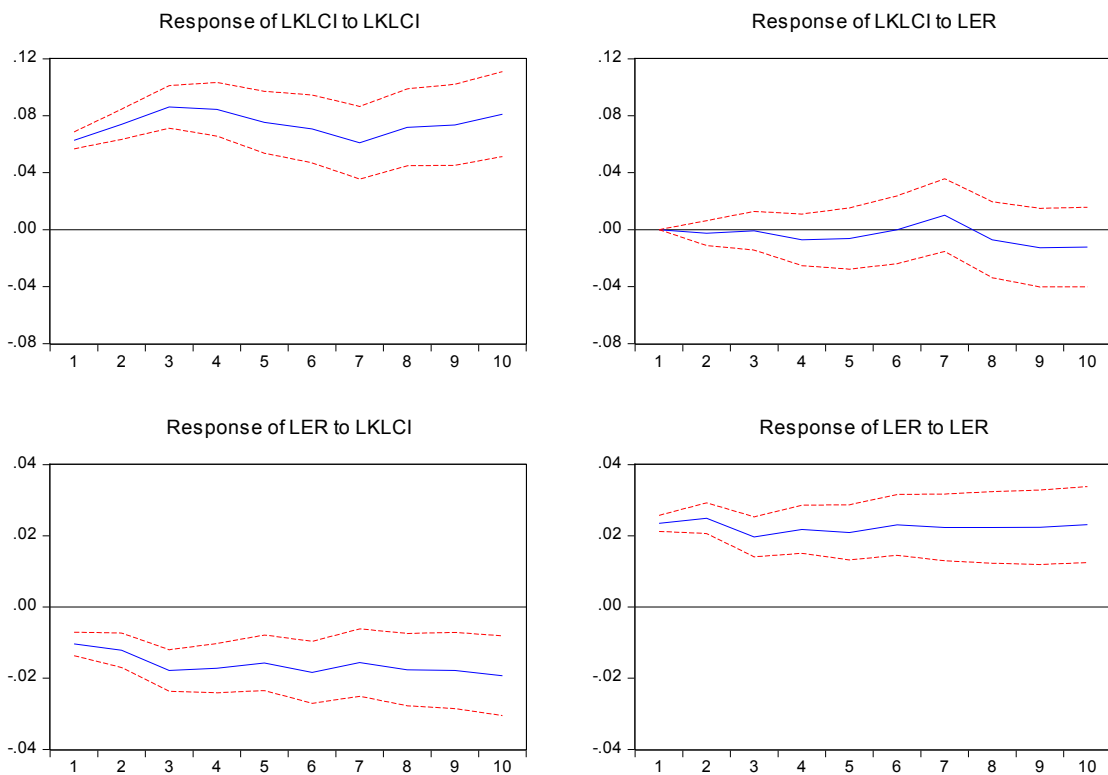 Response of LKLCI to LKLCI
.12
.08
.04
.00
-.04
-.08
1 2 3 4 5 6 7 8 9 10
Response of LKLCI to LER
.12
.08
.04
.00
-.04
-.08
1 2 3 4 5 6 7 8 9 10
Response of LER to LKLCI
.04
.02
.00
-.02
-.04
1 2 3 4 5 6 7 8 9 10
Response of LER to LER
.04
.02
.00
-.02
-.04
1 2 3 4 5 6 7 8 9 10